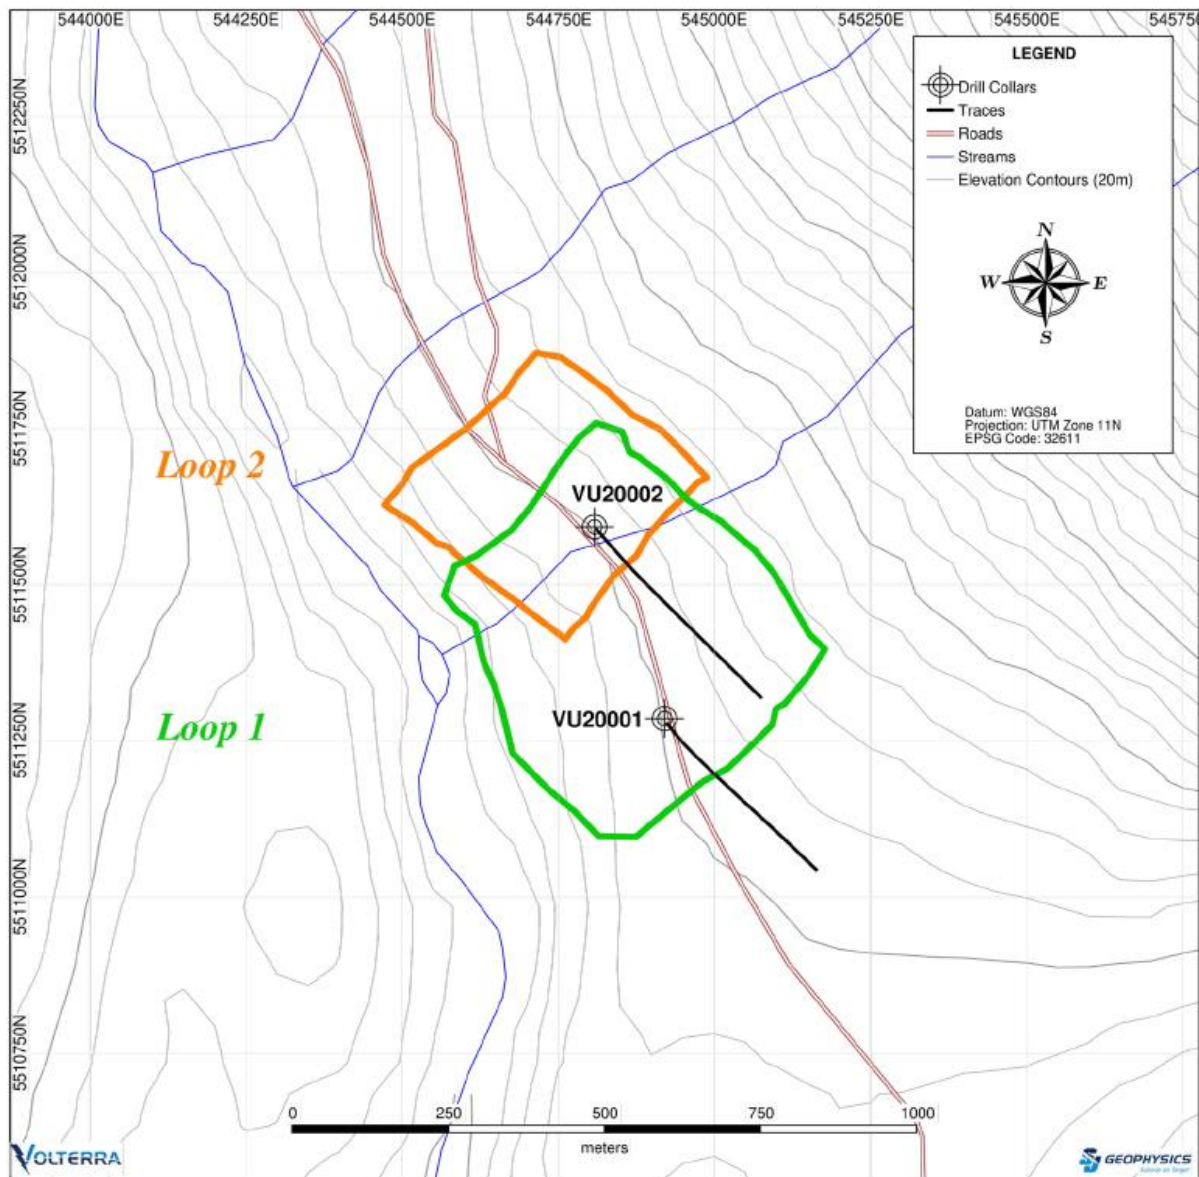 544000E 544250E 544500E 544750E 545000E 545250E 545500E 545750E
5512250N
5512000N
5511750N
5511500N
5511250N
5511000N
5510750N
LEGEND
Drill Collars
Traces
Roads
Streams
Elevation Contours (20m)
N
W E
S
Datum: WGS84
Projection: UTM Zone 11N
EPSG Code: 32611
Loop 2
VU20002
VU20001
Loop 1
0 250 500 750 1000
meters
VOLTERRA
GEOPHYSICS